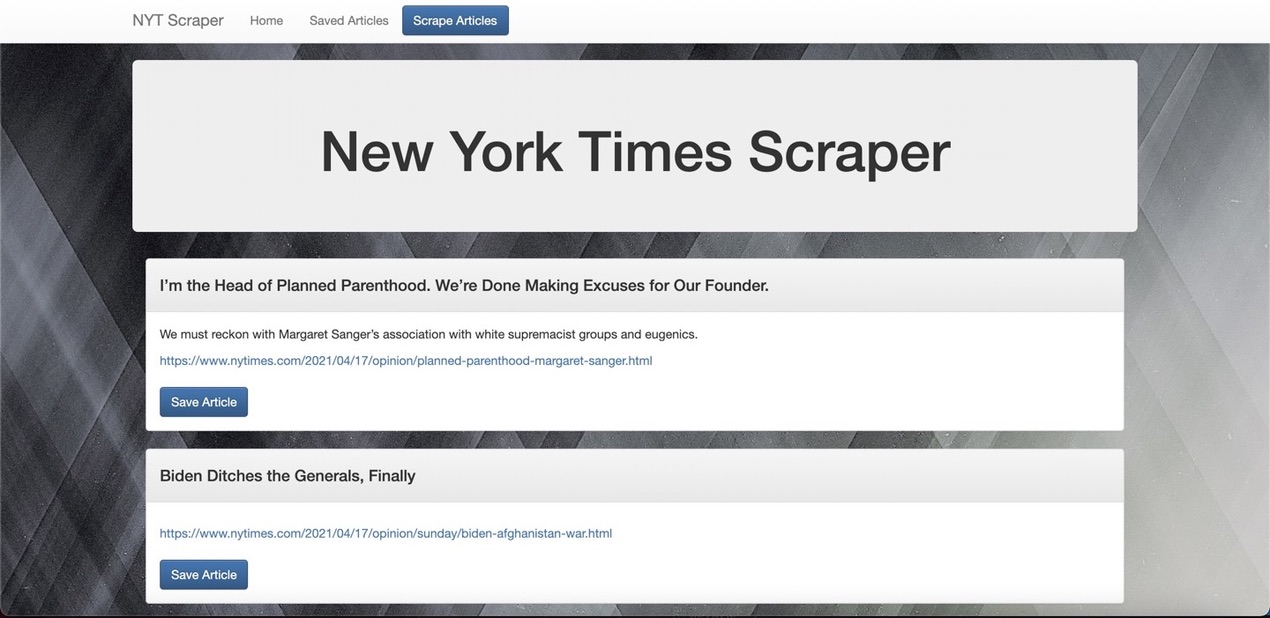 NYT Scraper Home Saved Articles Scrape Articles
New York Times Scraper
I’m the Head of Planned Parenthood. We’re Done Making Excuses for Our Founder.
We must reckon with Margaret Sanger’s association with white supremacist groups and eugenics.
https://www.nytimes.com/2021/04/17/opinion/planned-parenthood-margaret-sanger.html
Save Article
Biden Ditches the Generals, Finally
https://www.nytimes.com/2021/04/17/opinion/sunday/biden-afghanistan-war.html
Save Article